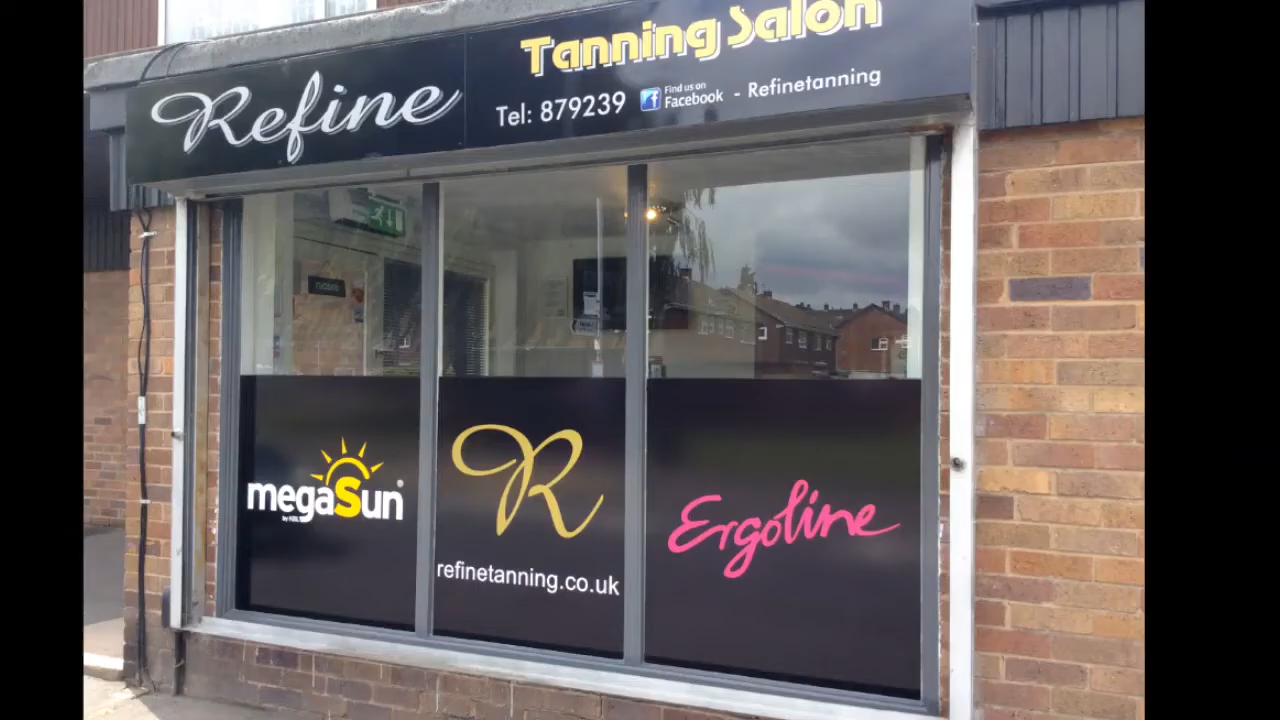 Refine
Tanning Salon
Tel: 879239
Find us on
Facebook
- Refinetanning
megaSun
R
refinetanning.co.uk
Ergoline